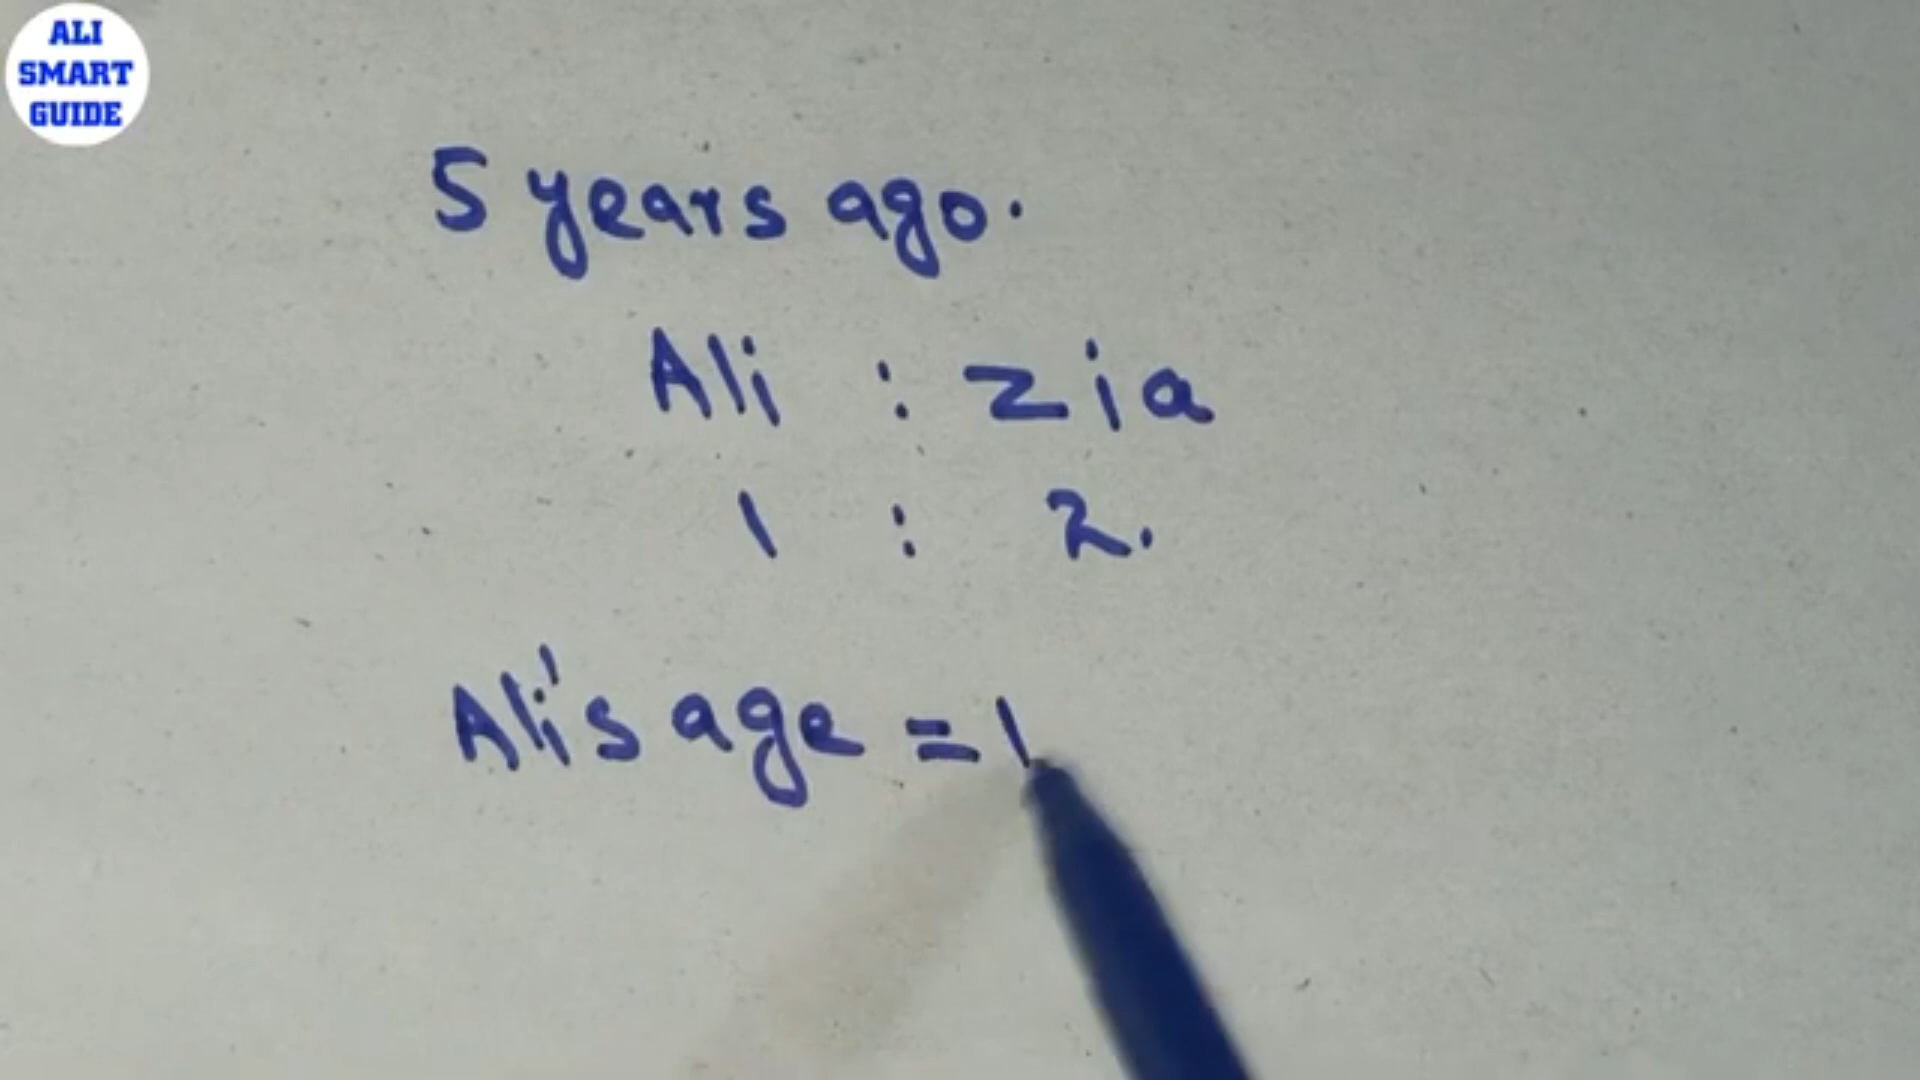 ALI
SMART
GUIDE
5 years ago.
Ali : zia
1 : 2.
Ali's age = 1